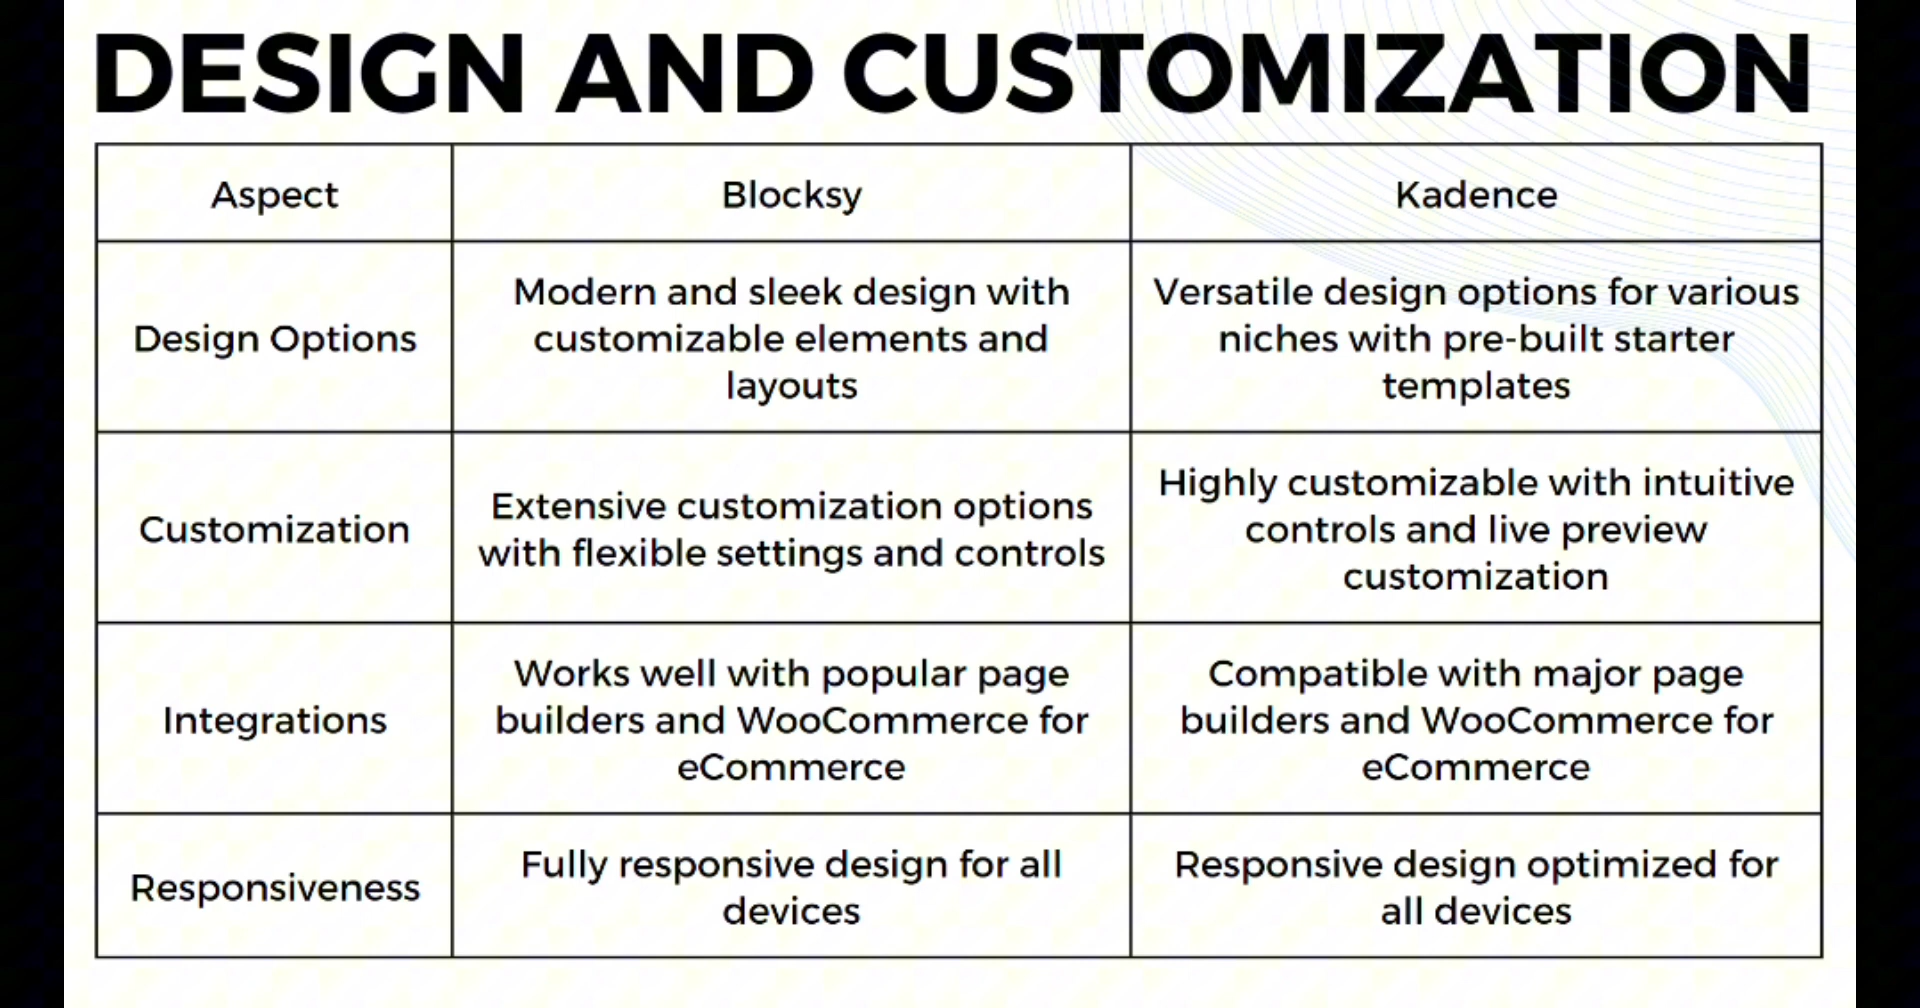 DESIGN AND CUSTOMIZATION
Aspect
Blocksy
Kadence
Design Options
Modern and sleek design with
customizable elements and
layouts
Versatile design options for various
niches with pre-built starter
templates
Customization
Extensive customization options
with flexible settings and controls
Highly customizable with intuitive
controls and live preview
customization
Integrations
Works well with popular page
builders and WooCommerce for
eCommerce
Compatible with major page
builders and WooCommerce for
eCommerce
Responsiveness
Fully responsive design for all
devices
Responsive design optimized for
all devices